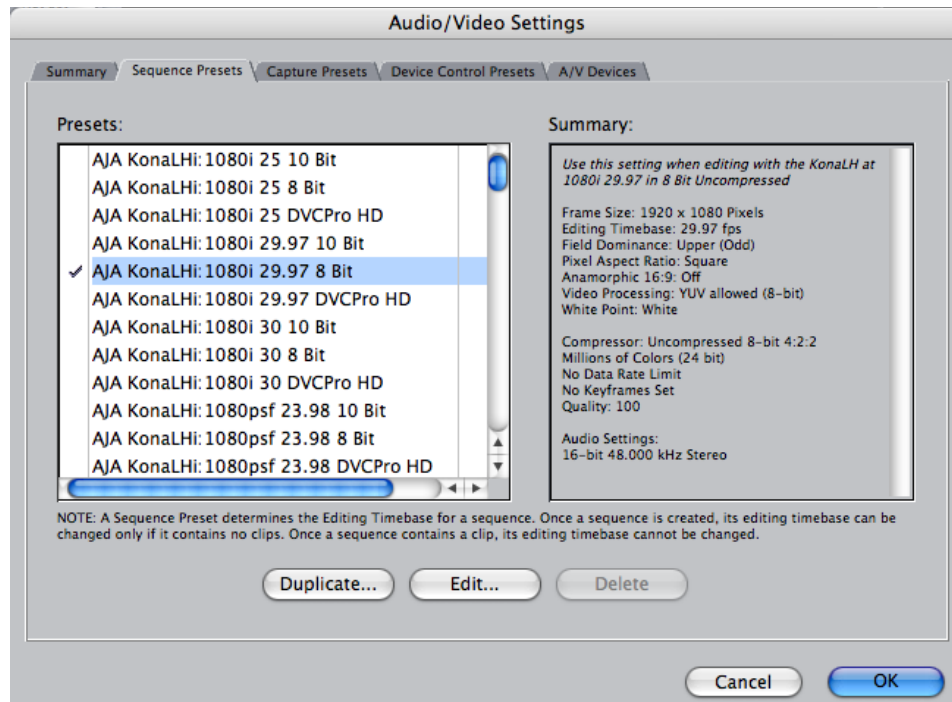 Audio/Video Settings
Summary
Sequence Presets
Capture Presets
Device Control Presets
A/V Devices
Presets:
AJA KonaLHi: 1080i 25 10 Bit
AJA KonaLHi: 1080i 25 8 Bit
AJA KonaLHi: 1080i 25 DVCPro HD
AJA KonaLHi: 1080i 29.97 10 Bit
AJA KonaLHi: 1080i 29.97 8 Bit
AJA KonaLHi: 1080i 29.97 DVCPro HD
AJA KonaLHi: 1080i 30 10 Bit
AJA KonaLHi: 1080i 30 8 Bit
AJA KonaLHi: 1080i 30 DVCPro HD
AJA KonaLHi: 1080psf 23.98 10 Bit
AJA KonaLHi: 1080psf 23.98 8 Bit
AJA KonaLHi: 1080psf 23.98 DVCPro HD
Summary:
Use this setting when editing with the KonaLH at
1080i 29.97 in 8 Bit Uncompressed
Frame Size: 1920 x 1080 Pixels
Editing Timebase: 29.97 fps
Field Dominance: Upper (Odd)
Pixel Aspect Ratio: Square
Anamorphic 16:9: Off
Video Processing: YUV allowed (8-bit)
White Point: White
Compressor: Uncompressed 8-bit 4:2:2
Millions of Colors (24 bit)
No Data Rate Limit
No Keyframes Set
Quality: 100
Audio Settings:
16-bit 48.000 kHz Stereo
NOTE: A Sequence Preset determines the Editing Timebase for a sequence. Once a sequence is created, its editing timebase can be
changed only if it contains no clips. Once a sequence contains a clip, its editing timebase cannot be changed.
Duplicate...
Edit...
Delete
Cancel
OK